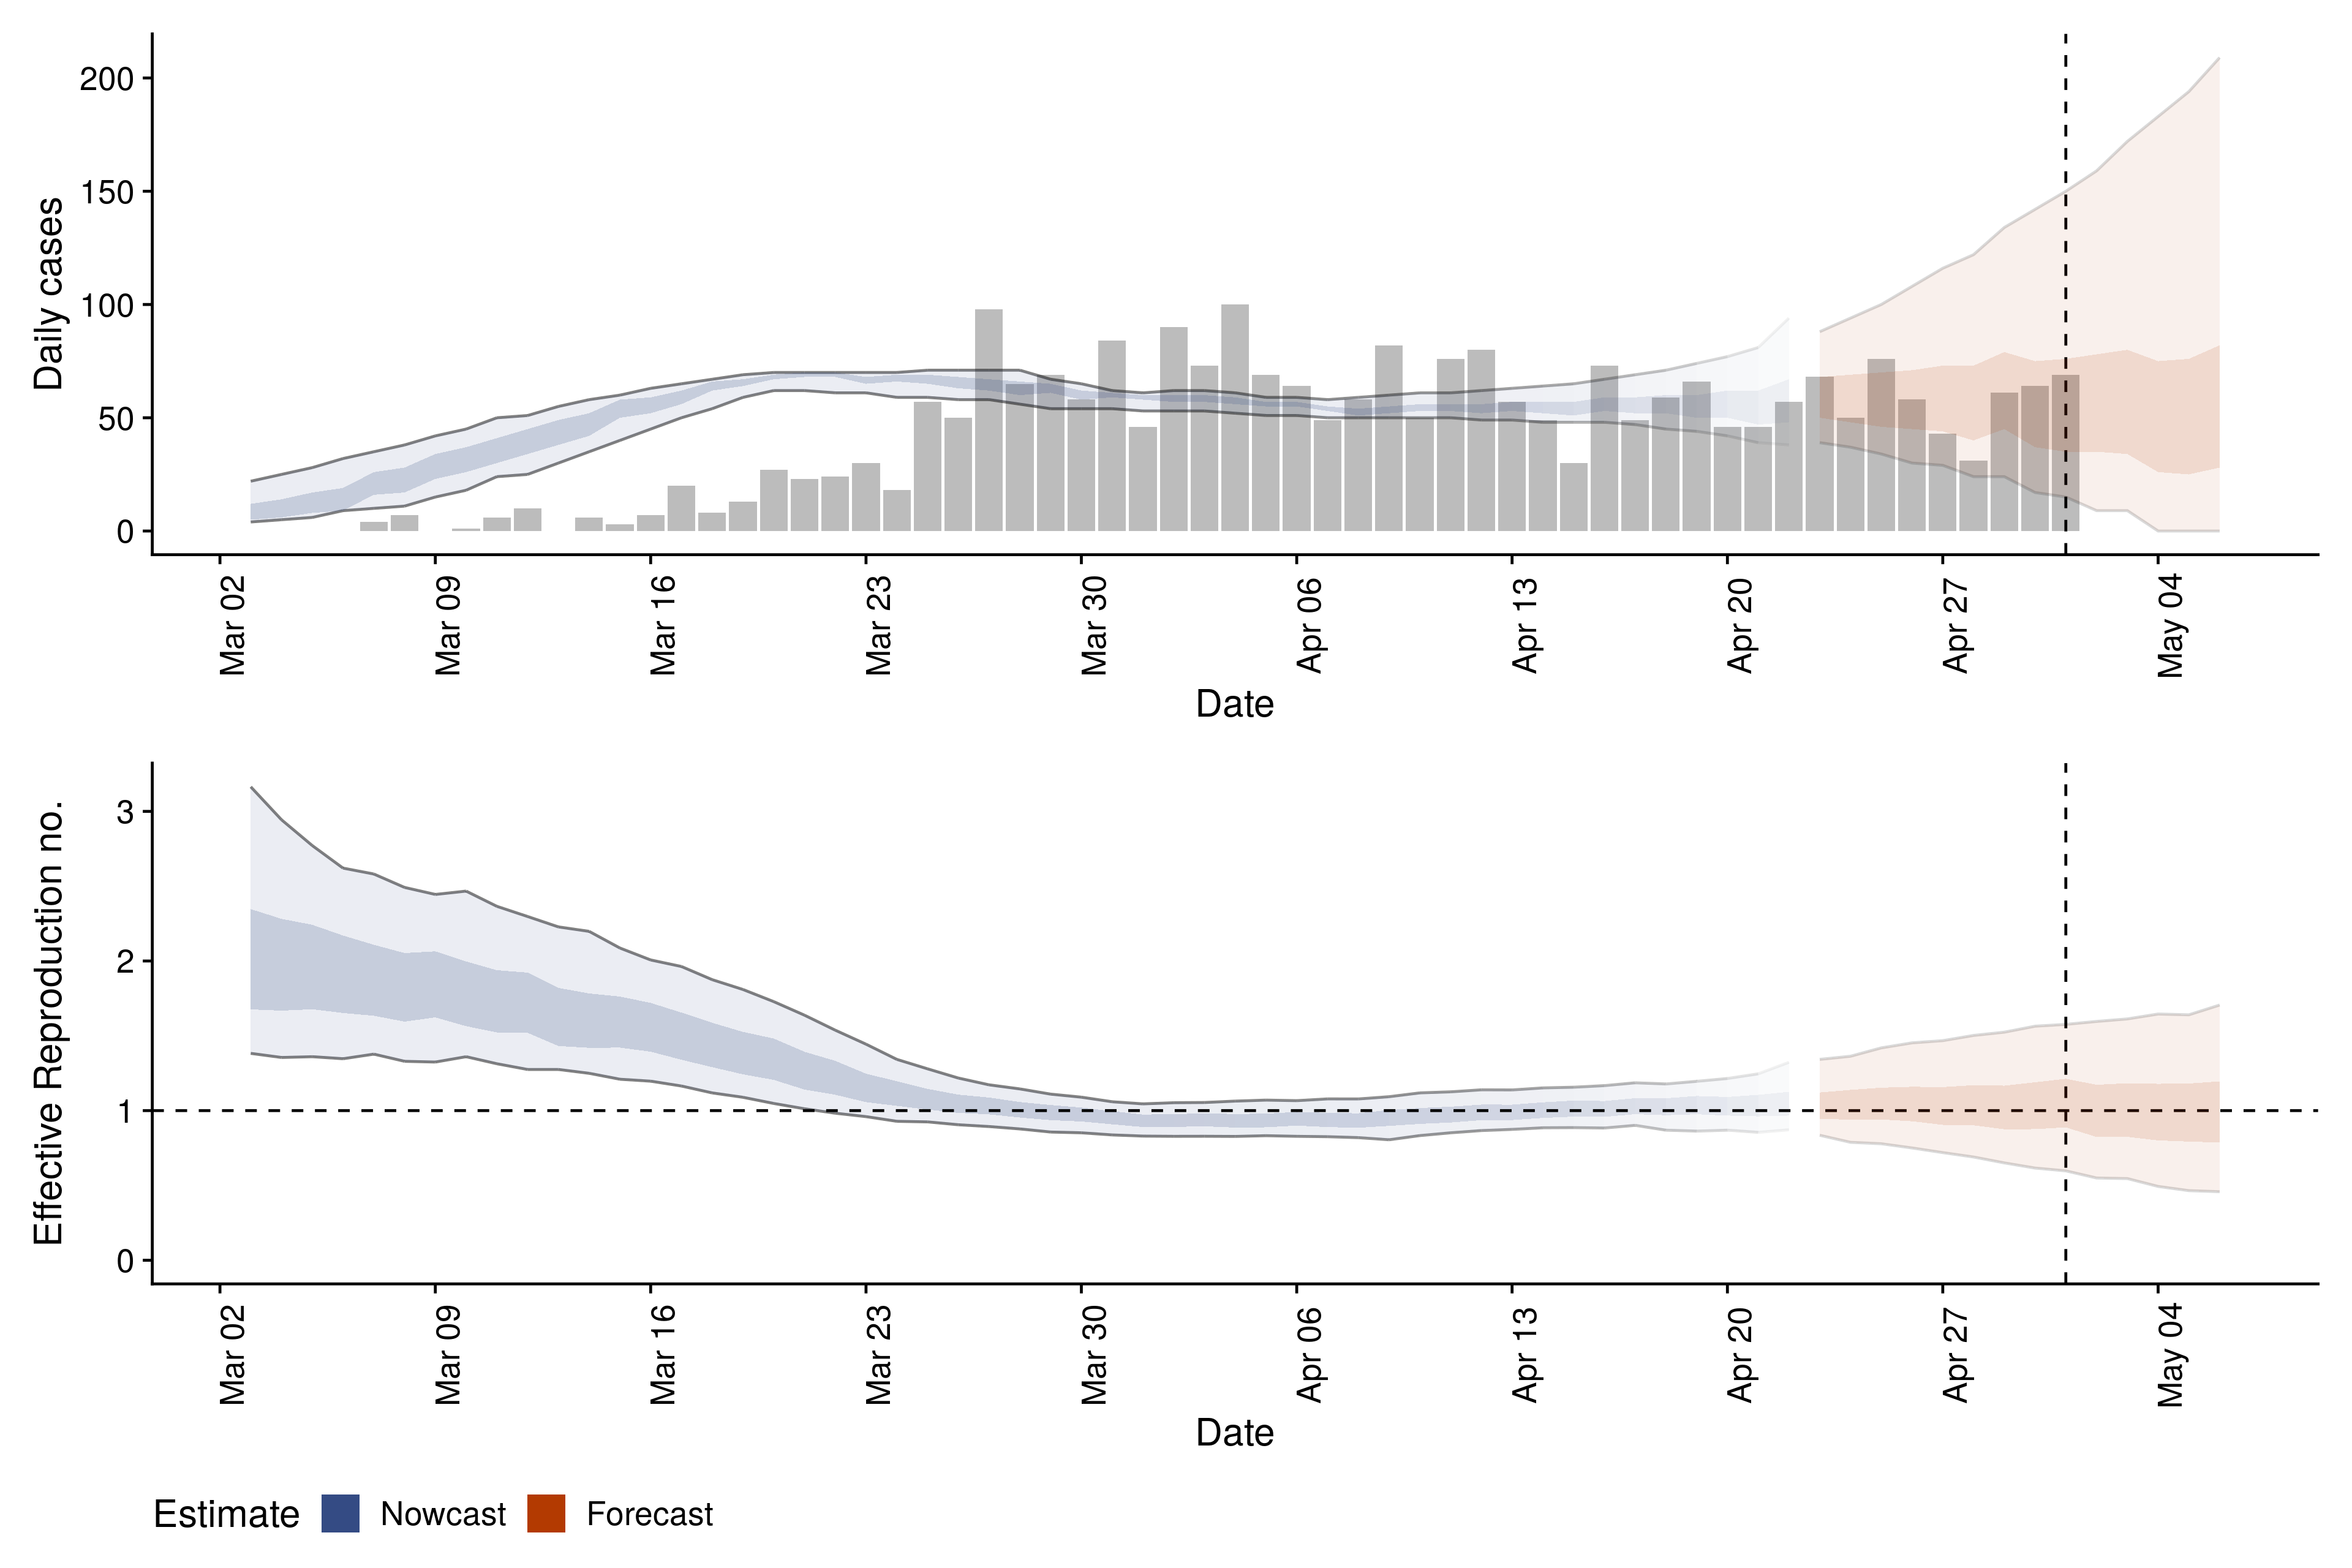 Daily cases
200
150
100
50
0
Mar 02
Mar 09
Mar 16
Mar 23
Mar 30
Apr 06
Apr 13
Apr 20
Apr 27
May 04
Date
Effective Reproduction no.
3
2
1
0
Mar 02
Mar 09
Mar 16
Mar 23
Mar 30
Apr 06
Apr 13
Apr 20
Apr 27
May 04
Date
Estimate Nowcast Forecast